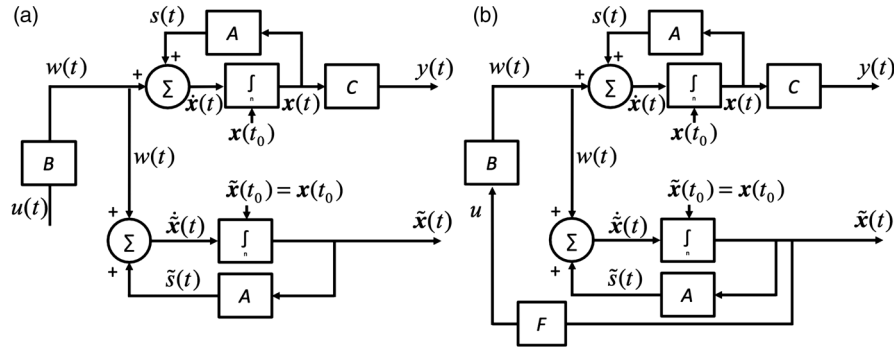 (a)
s(t)
A
w(t)
+
+
Σ
ẋ(t)
∫
n
x(t)
C
y(t)
x(t₀)
B
w(t)
u(t)
x̃(t₀) = x(t₀)
+
Σ
x̃̇(t)
∫
n
x̃(t)
+
s̃(t)
A
(b)
s(t)
A
w(t)
+
+
Σ
ẋ(t)
∫
n
x(t)
C
y(t)
x(t₀)
B
w(t)
u
x̃(t₀) = x(t₀)
+
Σ
x̃̇(t)
∫
n
x̃(t)
+
s̃(t)
A
F